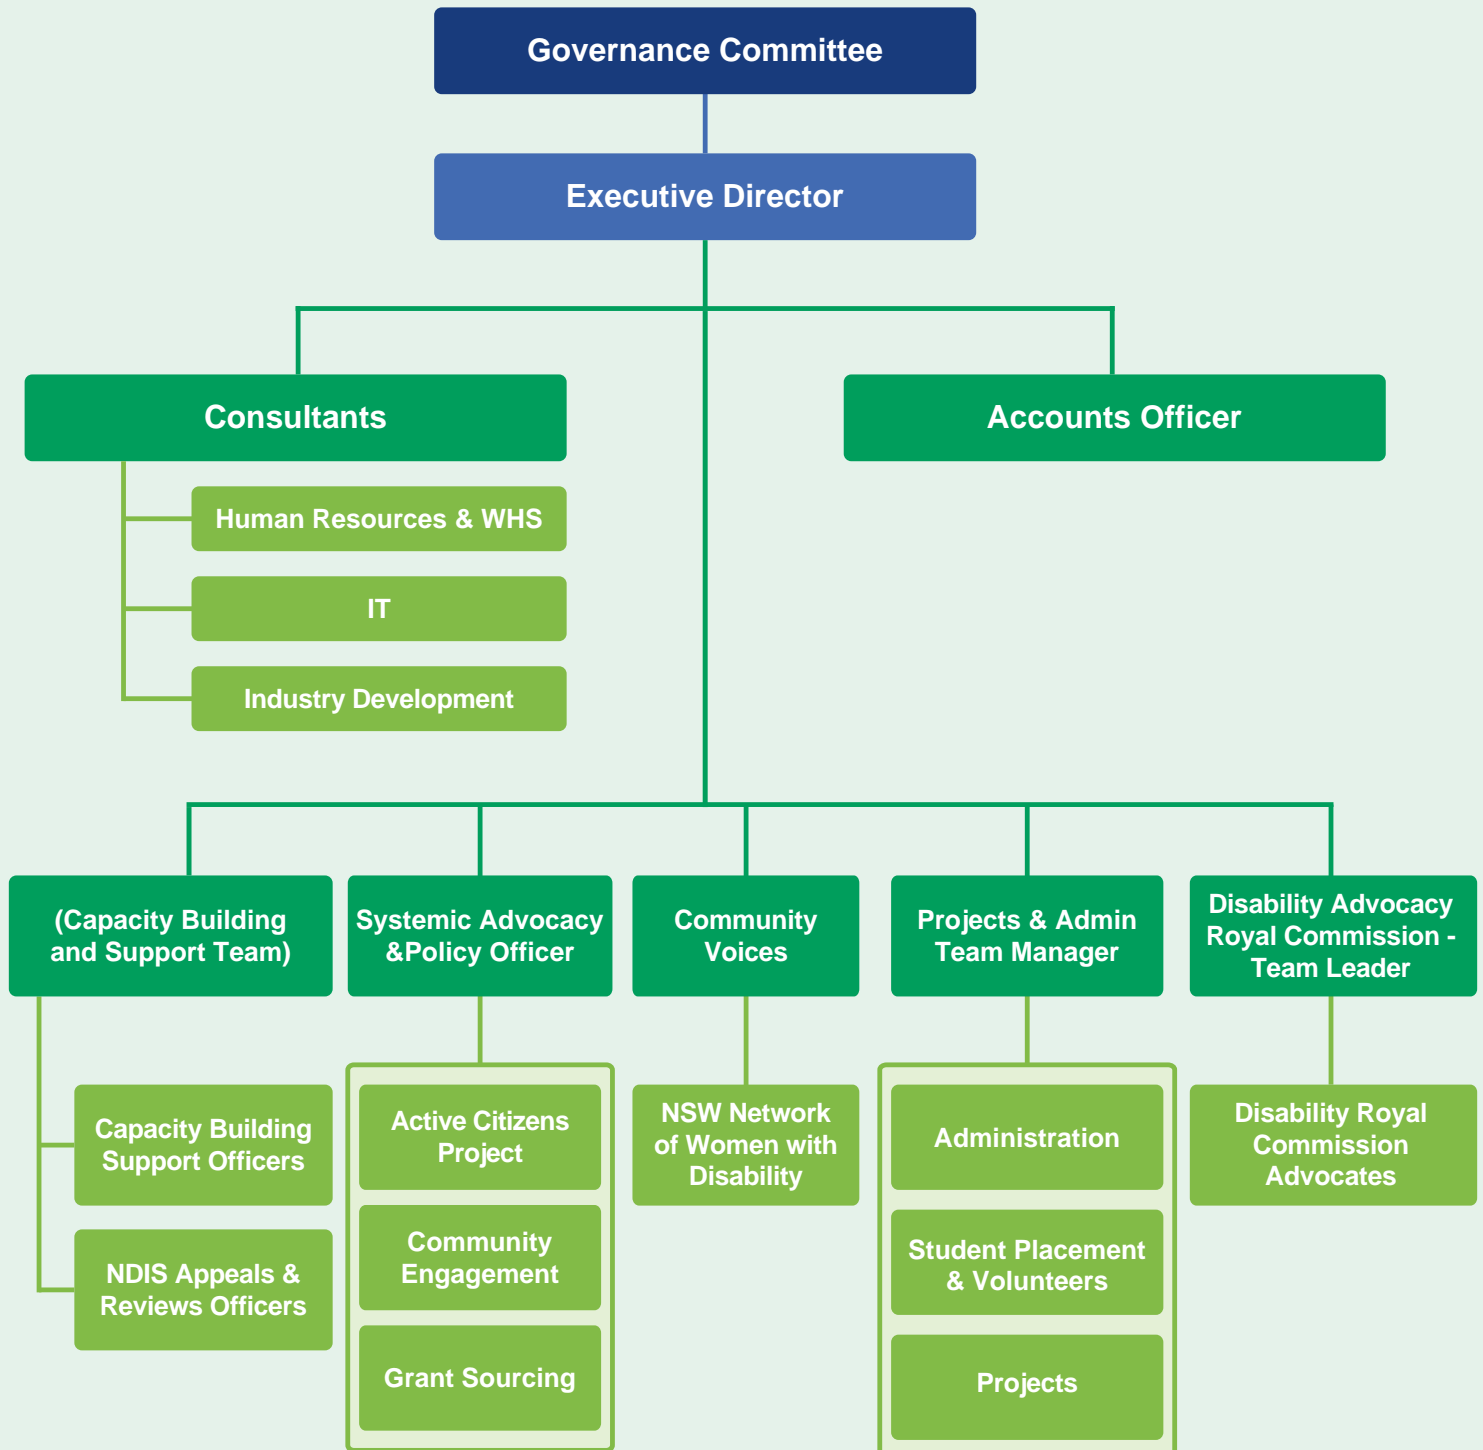 Governance Committee
Executive Director
Consultants
Accounts Officer
Human Resources & WHS
IT
Industry Development
(Capacity Building
and Support Team)
Systemic Advocacy
&Policy Officer
Community
Voices
Projects & Admin
Team Manager
Disability Advocacy
Royal Commission -
Team Leader
Capacity Building
Support Officers
NDIS Appeals &
Reviews Officers
Active Citizens
Project
Community
Engagement
Grant Sourcing
NSW Network
of Women with
Disability
Administration
Student Placement
& Volunteers
Projects
Disability Royal
Commission
Advocates